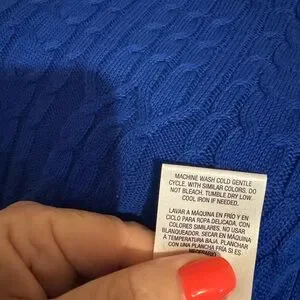 MACHINE WASH COLD GENTLE
CYCLE, WITH SIMILAR COLORS. DO
NOT BLEACH. TUMBLE DRY LOW.
COOL IRON IF NEEDED.
LAVAR A MÁQUINA EN FRÍO Y EN
CICLO PARA ROPA DELICADA, CON
COLORES SIMILARES. NO USAR
BLANQUEADOR. SECAR EN MÁQUINA
A TEMPERATURA BAJA. PLANCHAR
CON UNA PLANCHA FRÍA SI ES
NECESARIO.